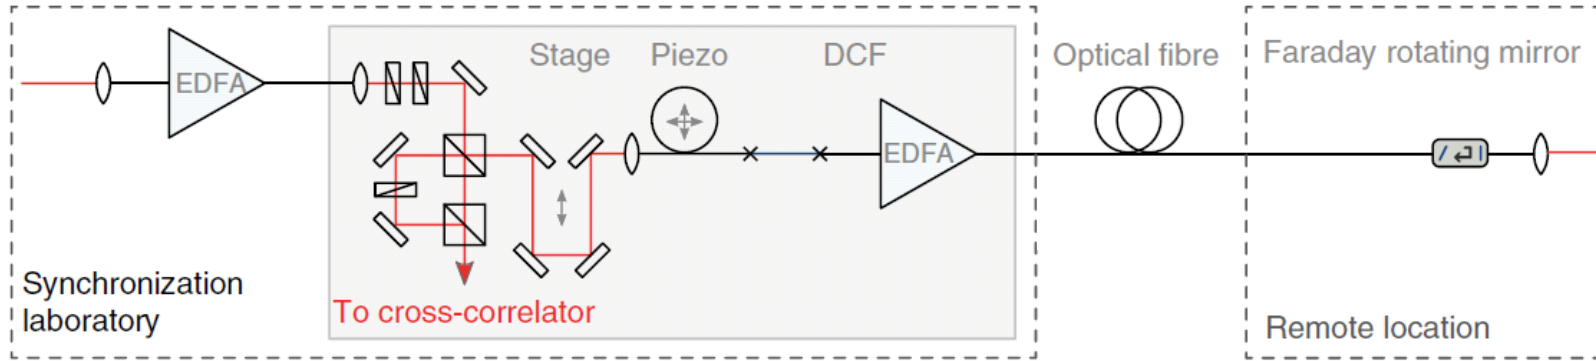 Stage
Piezo
DCF
Optical fibre
Faraday rotating mirror
EDFA
EDFA
Synchronization
laboratory
To cross-correlator
Remote location